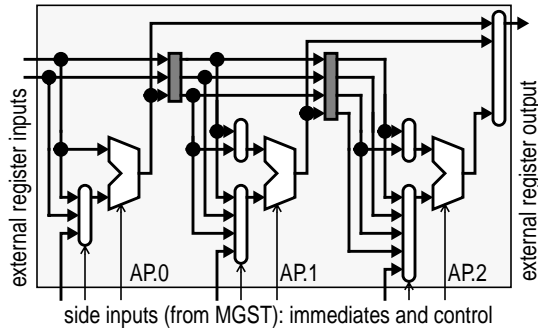 external register inputs
external register output
AP.0
AP.1
AP.2
side inputs (from MGST): immediates and control